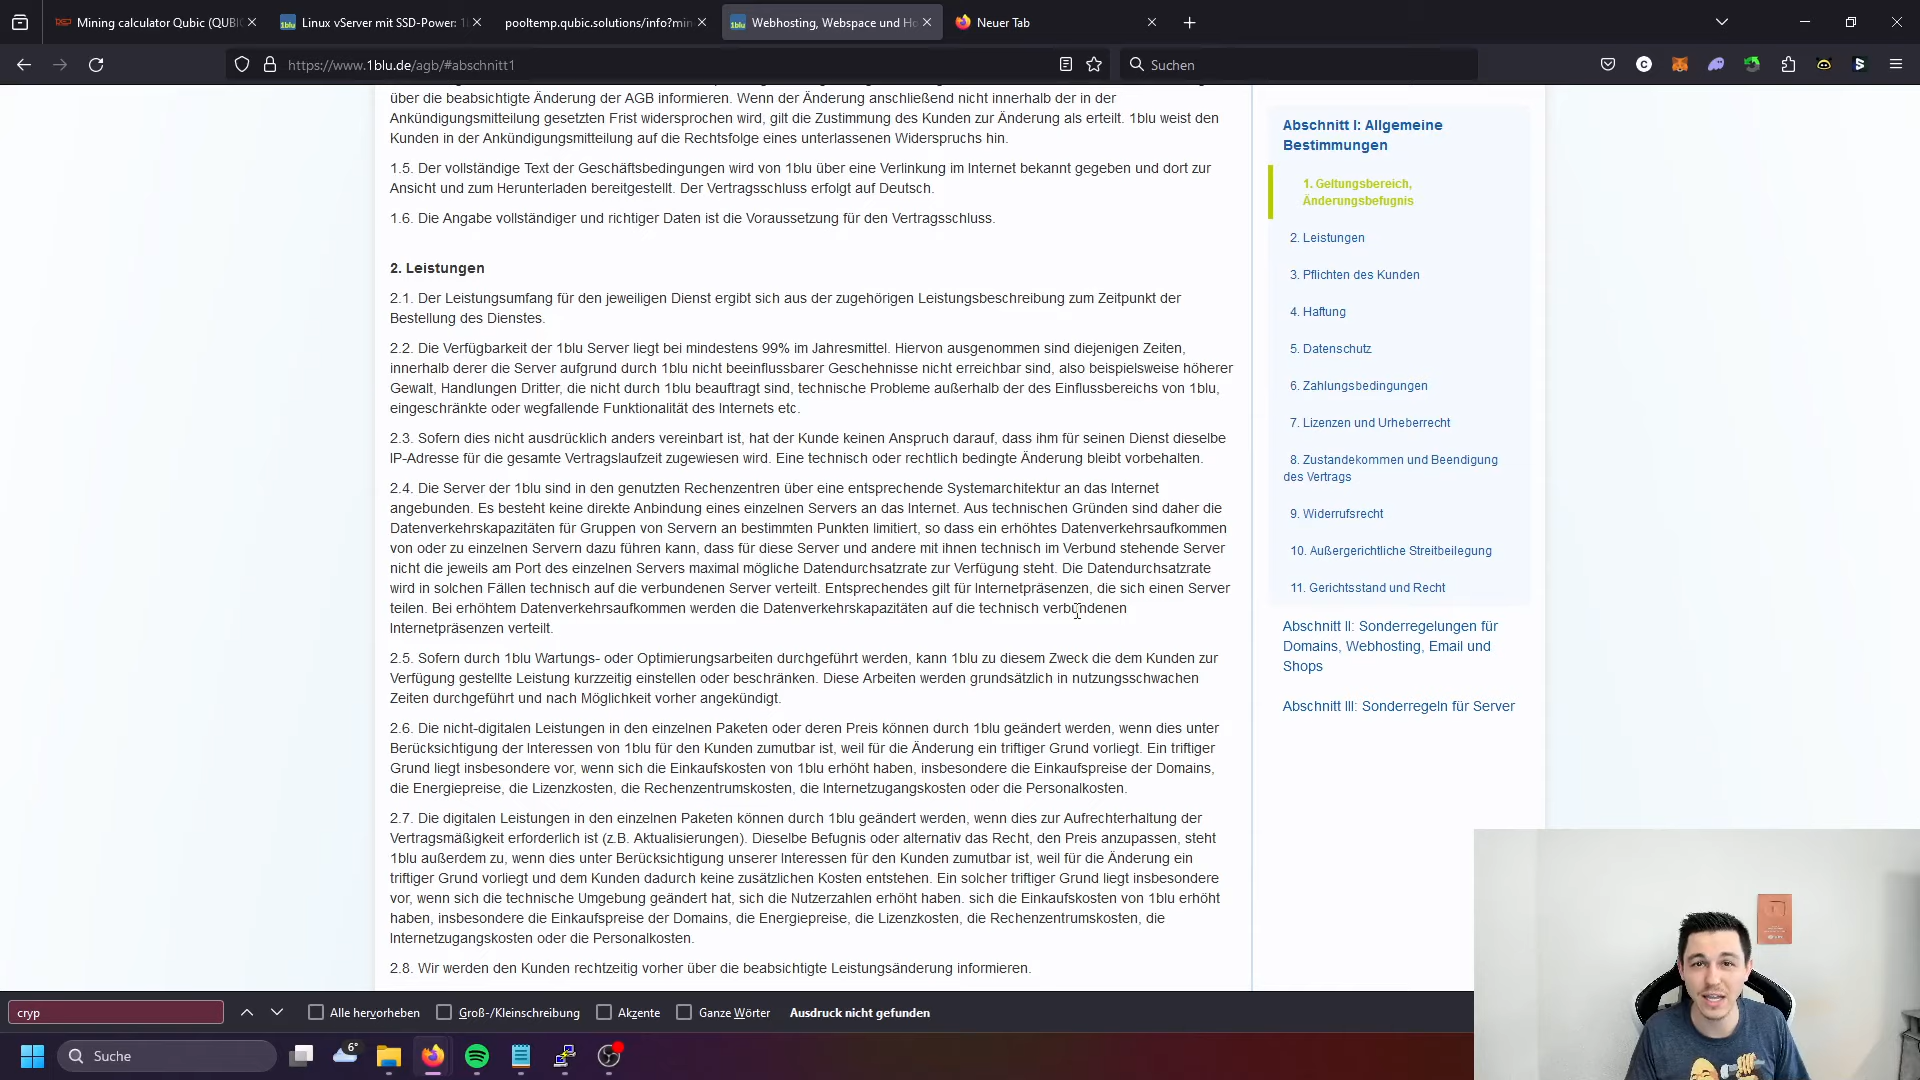 Mining calculator Qubic (QUBIC
Linux vServer mit SSD-Power: 1
pooltemp.qubic.solutions/info?min
1blu
Webhosting, Webspace und Ho
Neuer Tab
https://www.1blu.de/agb/#abschnitt1
Suchen
über die beabsichtigte Änderung der AGB informieren. Wenn der Änderung anschließend nicht innerhalb der in der
Ankündigungsmitteilung gesetzten Frist widersprochen wird, gilt die Zustimmung des Kunden zur Änderung als erteilt. 1blu weist den
Kunden in der Ankündigungsmitteilung auf die Rechtsfolge eines unterlassenen Widerspruchs hin.
1.5. Der vollständige Text der Geschäftsbedingungen wird von 1blu über eine Verlinkung im Internet bekannt gegeben und dort zur
Ansicht und zum Herunterladen bereitgestellt. Der Vertragsschluss erfolgt auf Deutsch.
1.6. Die Angabe vollständiger und richtiger Daten ist die Voraussetzung für den Vertragsschluss.
2. Leistungen
2.1. Der Leistungsumfang für den jeweiligen Dienst ergibt sich aus der zugehörigen Leistungsbeschreibung zum Zeitpunkt der
Bestellung des Dienstes.
2.2. Die Verfügbarkeit der 1blu Server liegt bei mindestens 99% im Jahresmittel. Hiervon ausgenommen sind diejenigen Zeiten,
innerhalb derer die Server aufgrund durch 1blu nicht beeinflussbarer Geschehnisse nicht erreichbar sind, also beispielsweise höherer
Gewalt, Handlungen Dritter, die nicht durch 1blu beauftragt sind, technische Probleme außerhalb der des Einflussbereichs von 1blu,
eingeschränkte oder wegfallende Funktionalität des Internets etc.
2.3. Sofern dies nicht ausdrücklich anders vereinbart ist, hat der Kunde keinen Anspruch darauf, dass ihm für seinen Dienst dieselbe
IP-Adresse für die gesamte Vertragslaufzeit zugewiesen wird. Eine technisch oder rechtlich bedingte Änderung bleibt vorbehalten.
2.4. Die Server der 1blu sind in den genutzten Rechenzentren über eine entsprechende Systemarchitektur an das Internet
angebunden. Es besteht keine direkte Anbindung eines einzelnen Servers an das Internet. Aus technischen Gründen sind daher die
Datenverkehrskapazitäten für Gruppen von Servern an bestimmten Punkten limitiert, so dass ein erhöhtes Datenverkehrsaufkommen
von oder zu einzelnen Servern dazu führen kann, dass für diese Server und andere mit ihnen technisch im Verbund stehende Server
nicht die jeweils am Port des einzelnen Servers maximal mögliche Datendurchsatzrate zur Verfügung steht. Die Datendurchsatzrate
wird in solchen Fällen technisch auf die verbundenen Server verteilt. Entsprechendes gilt für Internetpräsenzen, die sich einen Server
teilen. Bei erhöhtem Datenverkehrsaufkommen werden die Datenverkehrskapazitäten auf die technisch verbundenen
Internetpräsenzen verteilt.
2.5. Sofern durch 1blu Wartungs- oder Optimierungsarbeiten durchgeführt werden, kann 1blu zu diesem Zweck die dem Kunden zur
Verfügung gestellte Leistung kurzzeitig einstellen oder beschränken. Diese Arbeiten werden grundsätzlich in nutzungsschwachen
Zeiten durchgeführt und nach Möglichkeit vorher angekündigt.
2.6. Die nicht-digitalen Leistungen in den einzelnen Paketen oder deren Preis können durch 1blu geändert werden, wenn dies unter
Berücksichtigung der Interessen von 1blu für den Kunden zumutbar ist, weil für die Änderung ein triftiger Grund vorliegt. Ein triftiger
Grund liegt insbesondere vor, wenn sich die Einkaufskosten von 1blu erhöht haben, insbesondere die Einkaufspreise der Domains,
die Energiepreise, die Lizenzkosten, die Rechenzentrumskosten, die Internetzugangskosten oder die Personalkosten.
2.7. Die digitalen Leistungen in den einzelnen Paketen können durch 1blu geändert werden, wenn dies zur Aufrechterhaltung der
Vertragsmäßigkeit erforderlich ist (z.B. Aktualisierungen). Dieselbe Befugnis oder alternativ das Recht, den Preis anzupassen, steht
1blu außerdem zu, wenn dies unter Berücksichtigung unserer Interessen für den Kunden zumutbar ist, weil für die Änderung ein
triftiger Grund vorliegt und dem Kunden dadurch keine zusätzlichen Kosten entstehen. Ein solcher triftiger Grund liegt insbesondere
vor, wenn sich die technische Umgebung geändert hat, sich die Nutzerzahlen erhöht haben. sich die Einkaufskosten von 1blu erhöht
haben, insbesondere die Einkaufspreise der Domains, die Energiepreise, die Lizenzkosten, die Rechenzentrumskosten, die
Internetzugangskosten oder die Personalkosten.
2.8. Wir werden den Kunden rechtzeitig vorher über die beabsichtigte Leistungsänderung informieren.
Abschnitt I: Allgemeine
Bestimmungen
1. Geltungsbereich,
Änderungsbefugnis
2. Leistungen
3. Pflichten des Kunden
4. Haftung
5. Datenschutz
6. Zahlungsbedingungen
7. Lizenzen und Urheberrecht
8. Zustandekommen und Beendigung
des Vertrags
9. Widerrufsrecht
10. Außergerichtliche Streitbeilegung
11. Gerichtsstand und Recht
Abschnitt II: Sonderregelungen für
Domains, Webhosting, Email und
Shops
Abschnitt III: Sonderregeln für Server
cryp
Alle hervorheben
Groß-/Kleinschreibung
Akzente
Ganze Wörter
Ausdruck nicht gefunden
Suche
6°